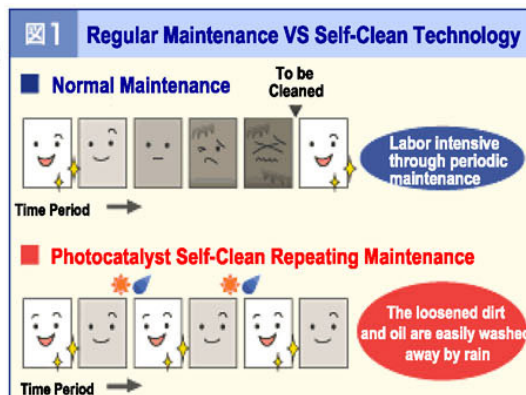 図1 Regular Maintenance VS Self-Clean Technology
Normal Maintenance
To be
Cleaned
Labor intensive
through periodic
maintenance
Time Period
Photocatalyst Self-Clean Repeating Maintenance
The loosened dirt
and oil are easily washed
away by rain
Time Period